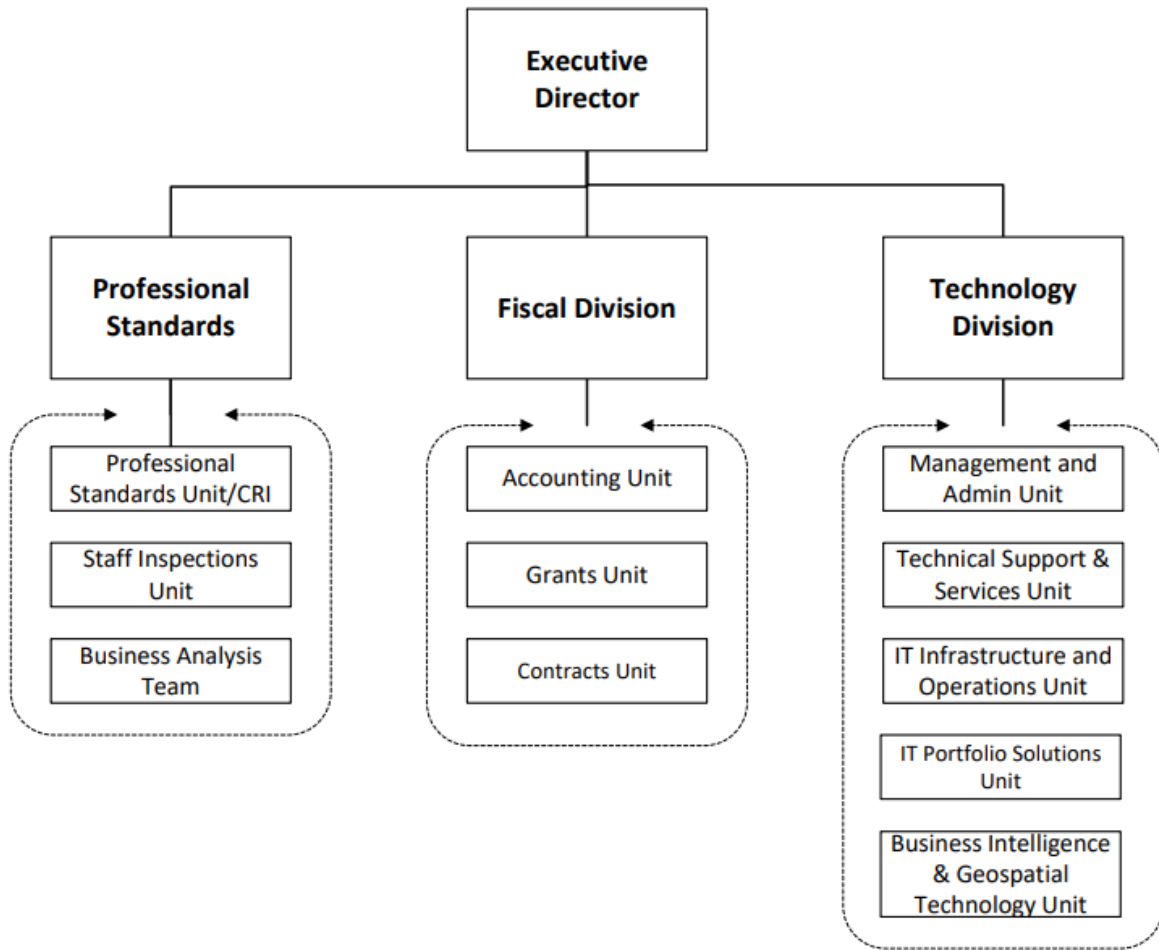 Executive
Director
Professional
Standards
Fiscal Division
Technology
Division
Professional
Standards Unit/CRI
Staff Inspections
Unit
Business Analysis
Team
Accounting Unit
Grants Unit
Contracts Unit
Management and
Admin Unit
Technical Support &
Services Unit
IT Infrastructure and
Operations Unit
IT Portfolio Solutions
Unit
Business Intelligence
& Geospatial
Technology Unit